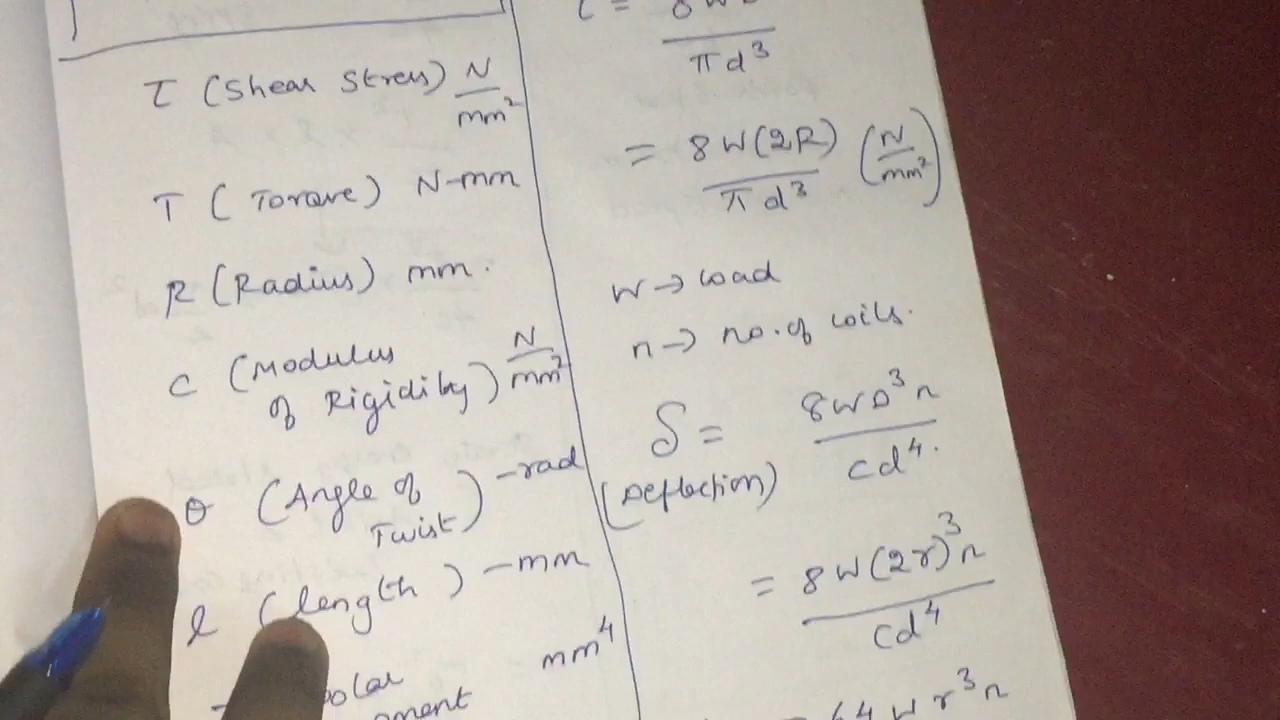 τ (Shear Stress) N/mm²
T (Torque) N-mm
R (Radius) mm.
C (Modulus of Rigidity) N/mm²
θ (Angle of Twist) -rad
l (length) -mm
mm⁴
πd³
= 8W(2R)/πd³ (N/mm²)
W → load
n → no. of coils.
δ = 8WD³n/cd⁴.
(Deflection)
= 8W(2r)³n/cd⁴
64Wr³n